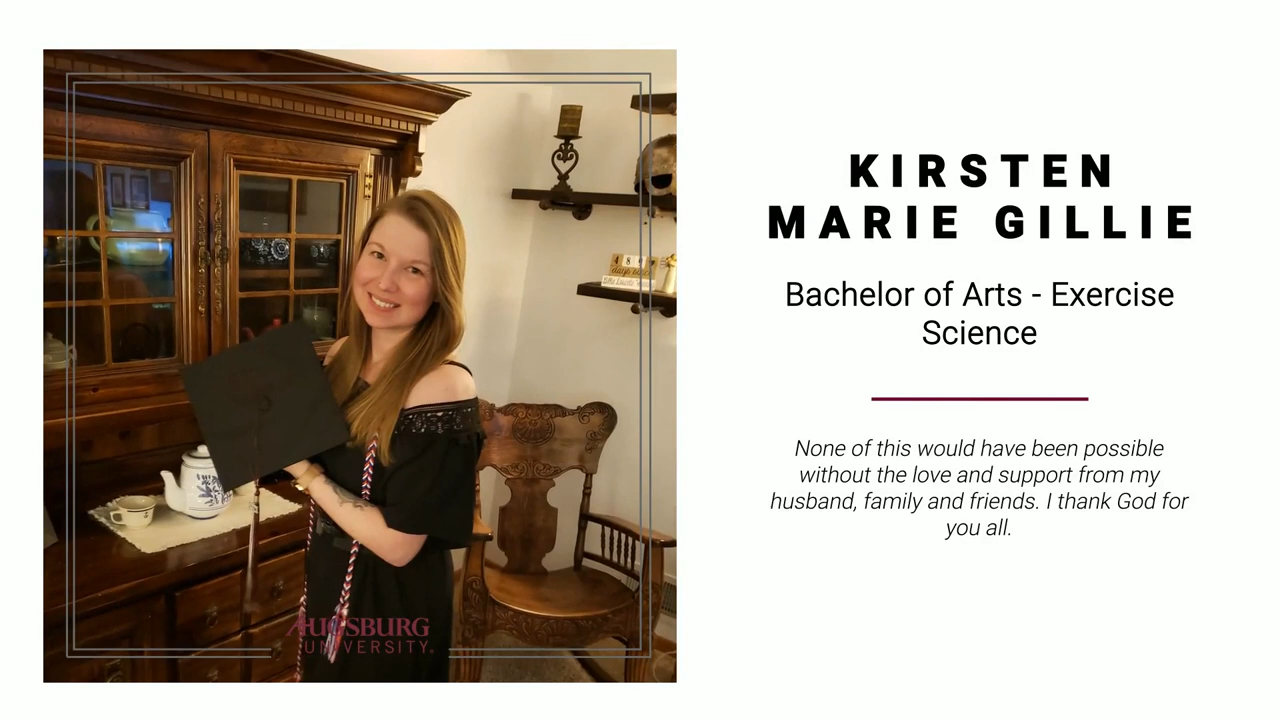 KIRSTEN
MARIE GILLIE
Bachelor of Arts - Exercise
Science
None of this would have been possible
without the love and support from my
husband, family and friends. I thank God for
you all.
AUGSBURG
UNIVERSITY